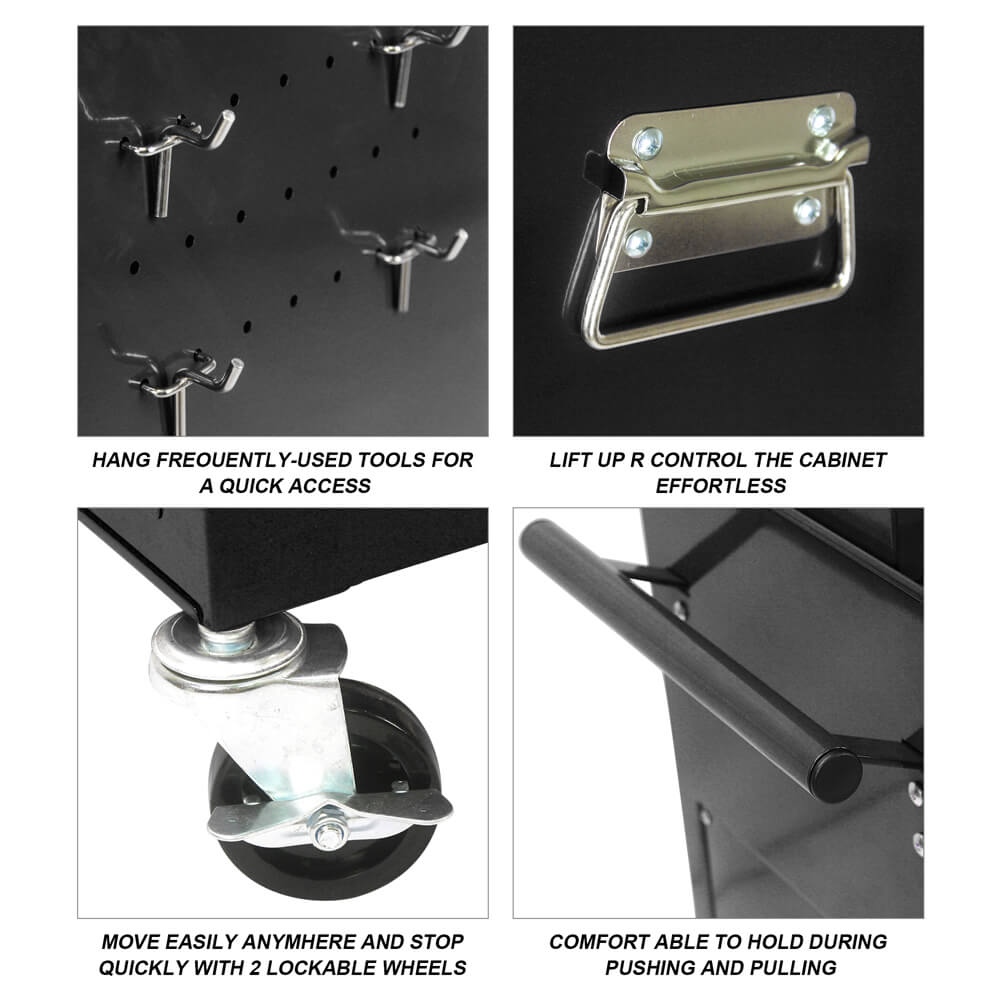 HANG FREOUENTLY-USED TOOLS FOR
A QUICK ACCESS
LIFT UP R CONTROL THE CABINET
EFFORTLESS
MOVE EASILY ANYMHERE AND STOP
QUICKLY WITH 2 LOCKABLE WHEELS
COMFORT ABLE TO HOLD DURING
PUSHING AND PULLING